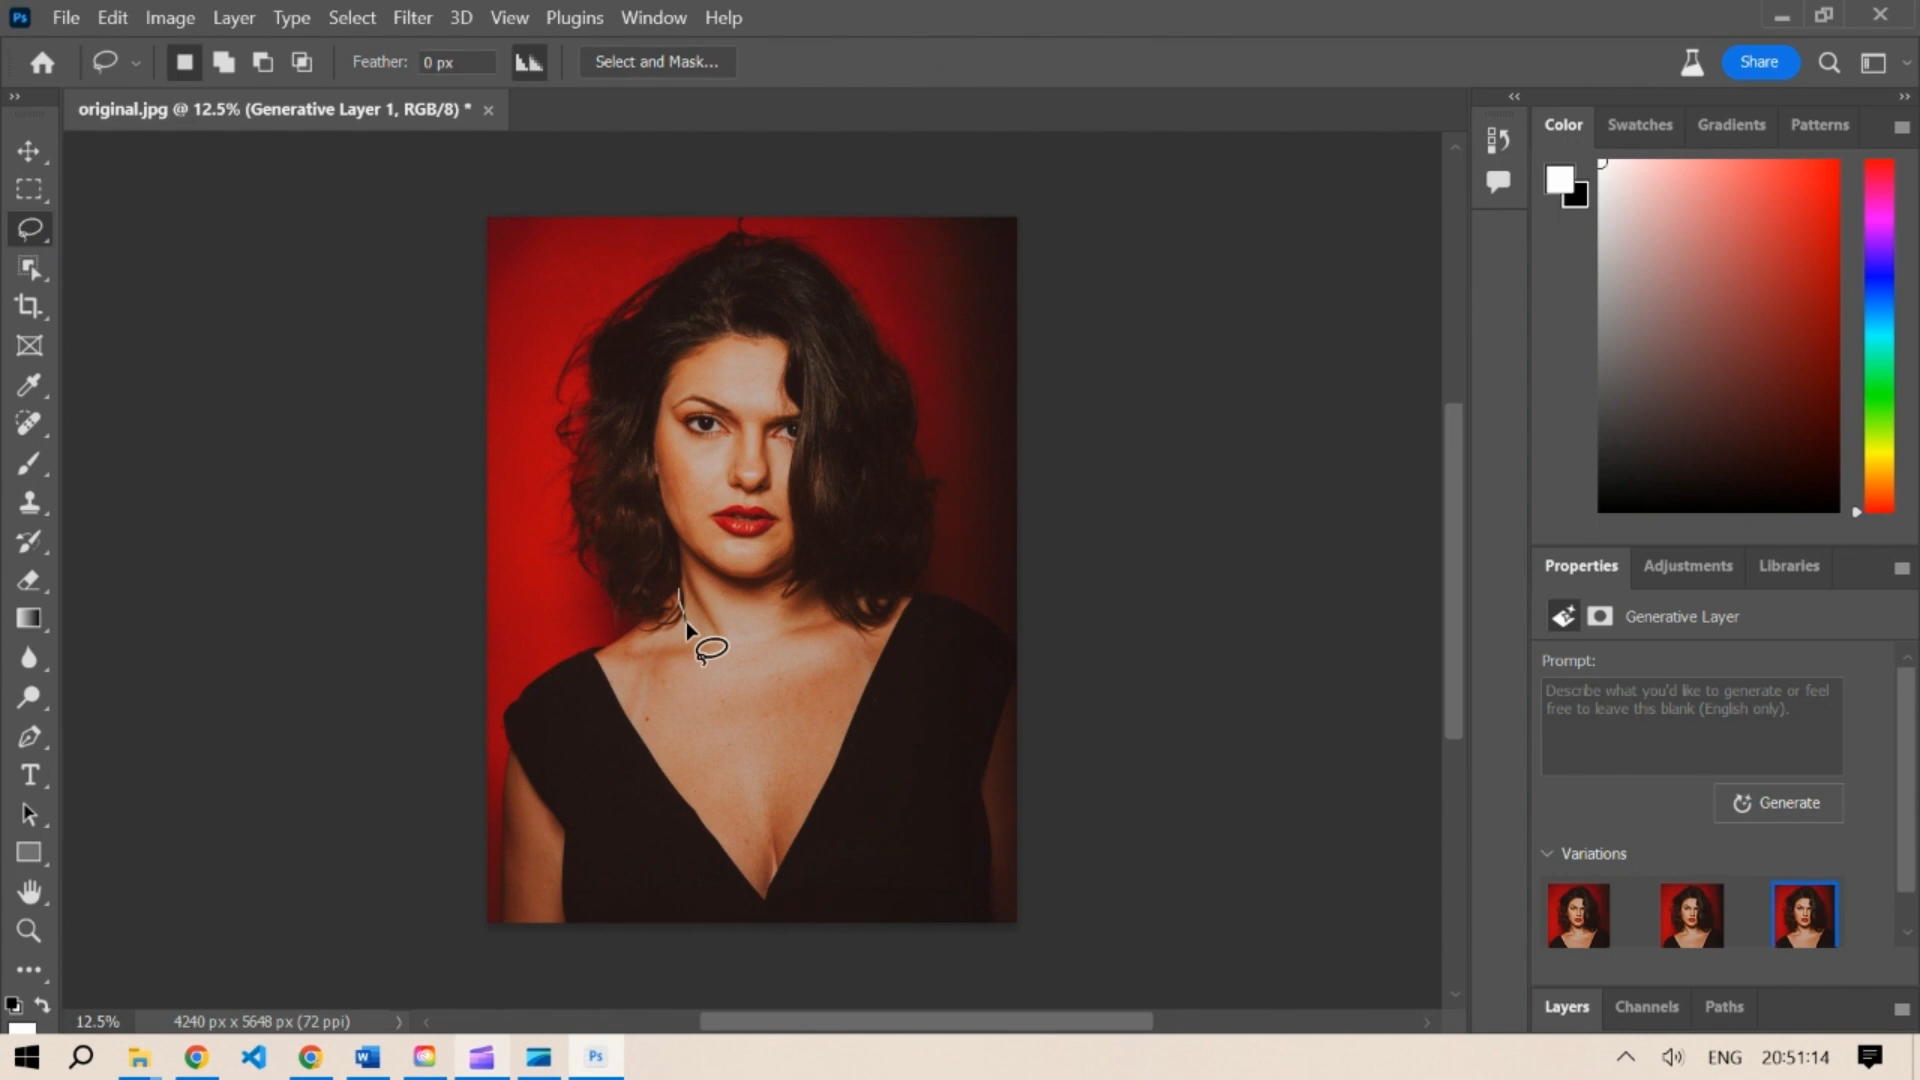 Ps File Edit Image Layer Type Select Filter 3D View Plugins Window Help
Feather: 0 px Select and Mask... Share
original.jpg @ 12.5% (Generative Layer 1, RGB/8) *
Color Swatches Gradients Patterns
Properties Adjustments Libraries
Generative Layer
Prompt:
Describe what you'd like to generate or feel
free to leave this blank (English only).
Generate
Variations
Layers Channels Paths
12.5% 4240 px x 5648 px (72 ppi)
W Ps ENG 20:51:14